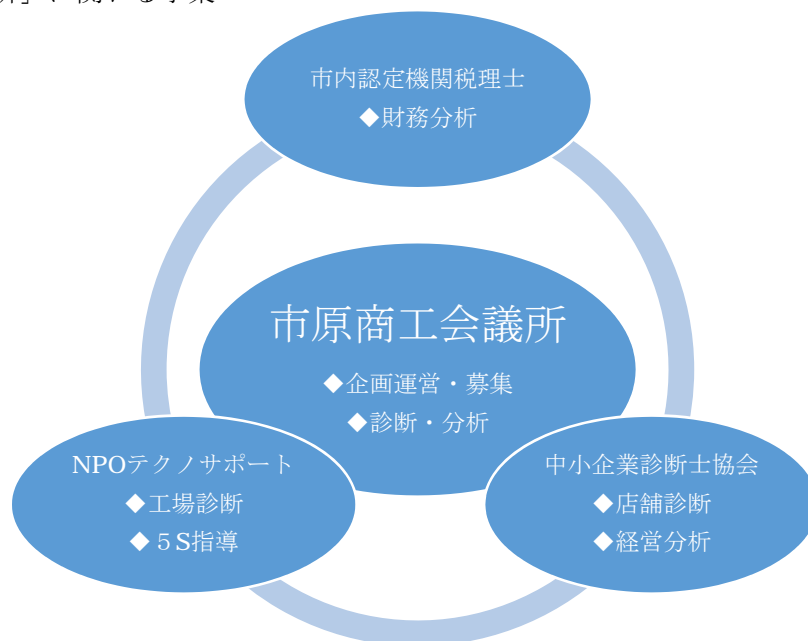 市内認定機関税理士
◆財務分析
市原商工会議所
◆企画運営・募集
◆診断・分析
NPOテクノサポート
◆工場診断
◆５S指導
中小企業診断士協会
◆店舗診断
◆経営分析